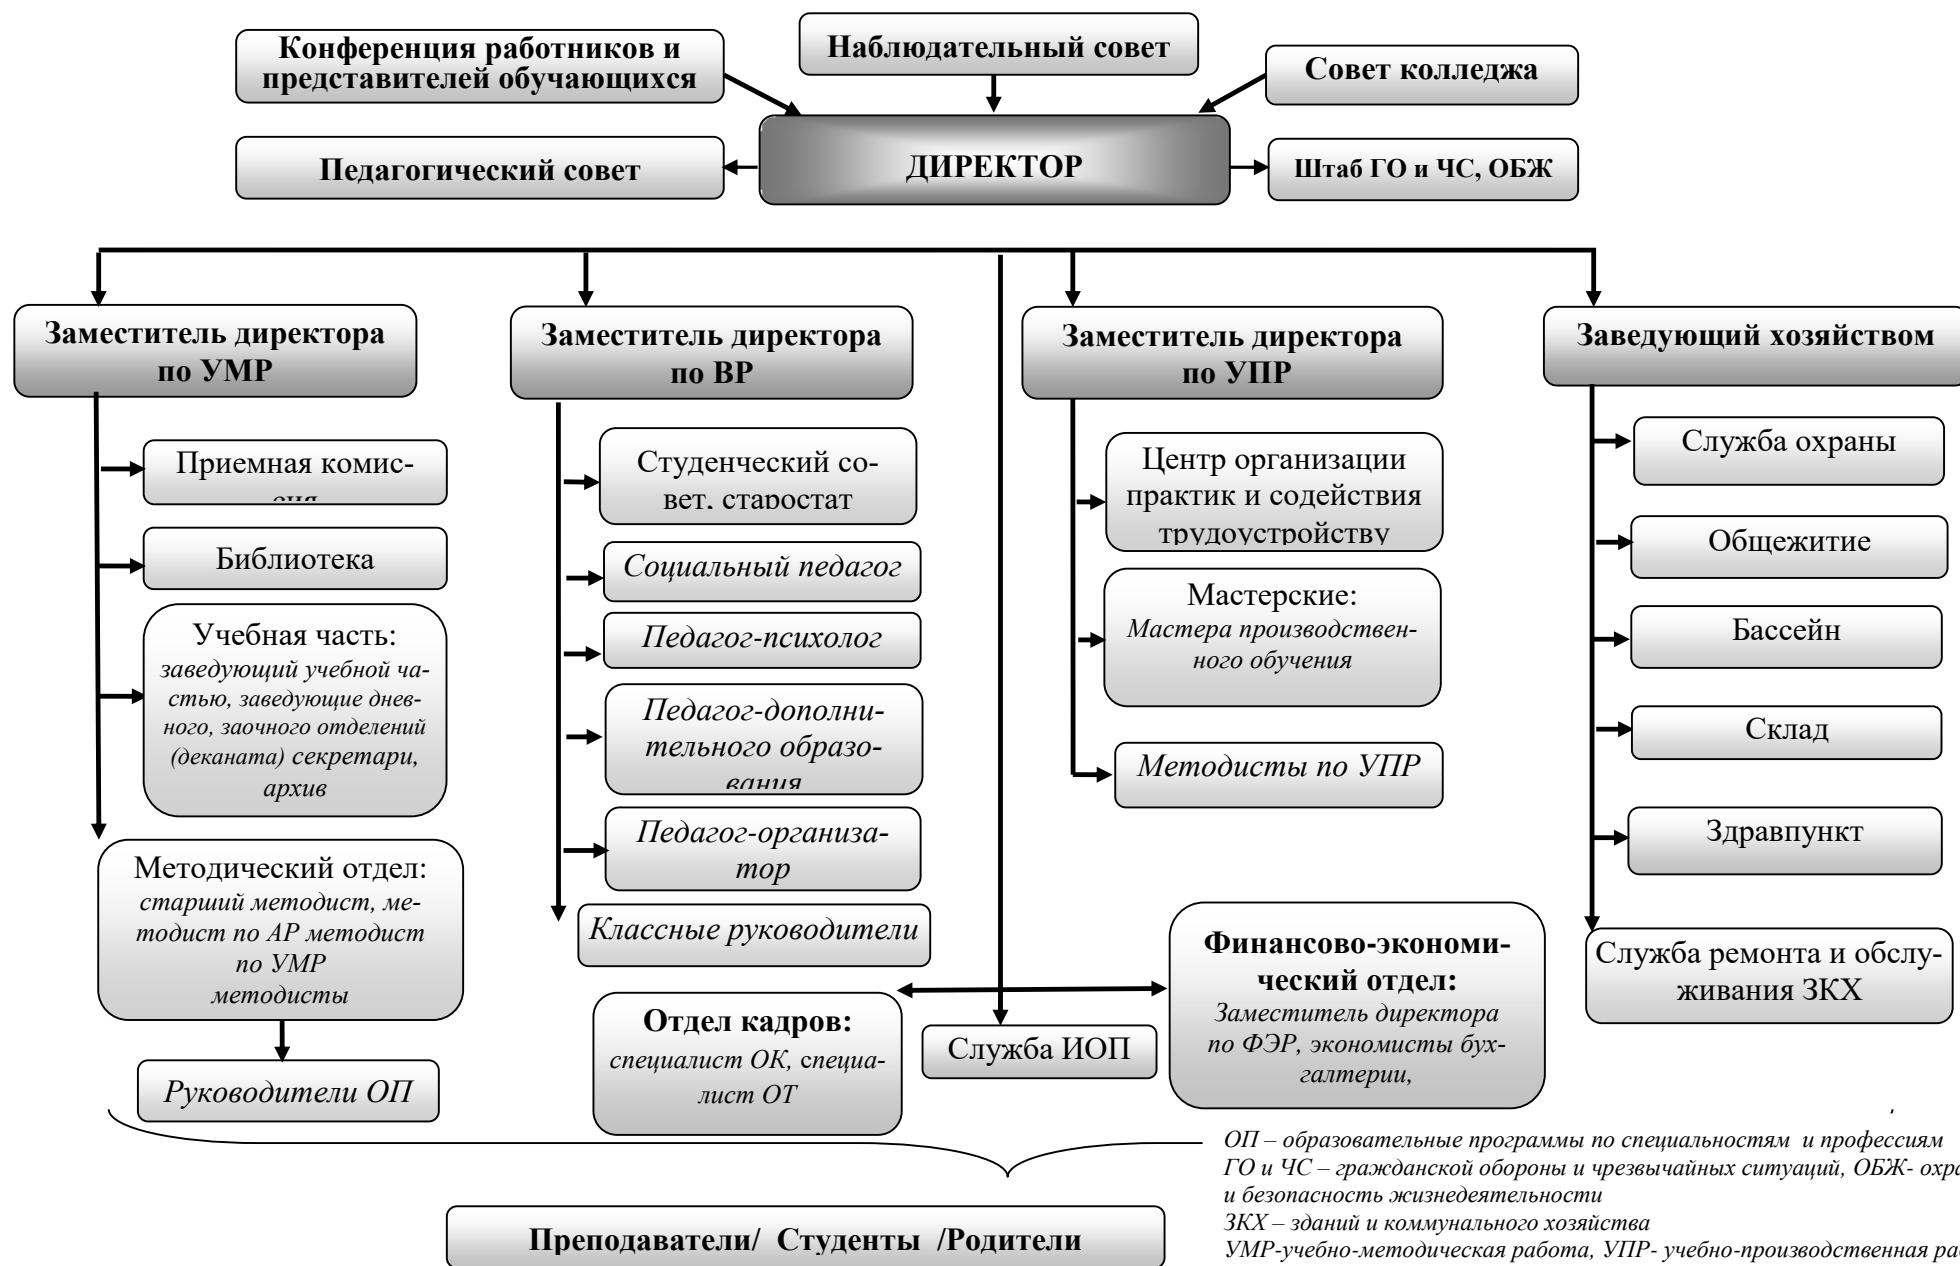 Конференция работников и
представителей обучающихся
Наблюдательный совет
Совет колледжа
Педагогический совет
ДИРЕКТОР
Штаб ГО и ЧС, ОБЖ
Заместитель директора
по УМР
Заместитель директора
по ВР
Заместитель директора
по УПР
Заведующий хозяйством
Приемная комис-
сия
Библиотека
Учебная часть:
заведующий учебной ча-
стью, заведующие днев-
ного, заочного отделений
(деканата) секретари,
архив
Методический отдел:
старший методист, ме-
тодист по АР методист
по УМР
методисты
Руководители ОП
Студенческий со-
вет, старостат
Социальный педагог
Педагог-психолог
Педагог-дополни-
тельного образо-
вания
Педагог-организа-
тор
Классные руководители
Центр организации
практик и содействия
трудоустройству
Мастерские:
Мастера производствен-
ного обучения
Методисты по УПР
Служба охраны
Общежитие
Бассейн
Склад
Здравпункт
Служба ремонта и обслу-
живания ЗКХ
Отдел кадров:
специалист ОК, специа-
лист ОТ
Служба ИОП
Финансово-экономи-
ческий отдел:
Заместитель директора
по ФЭР, экономисты бух-
галтерии,
,
ОП – образовательные программы по специальностям и профессиям
ГО и ЧС – гражданской обороны и чрезвычайных ситуаций, ОБЖ- охра
и безопасность жизнедеятельности
ЗКХ – зданий и коммунального хозяйства
УМР-учебно-методическая работа, УПР- учебно-производственная ра
Преподаватели/ Студенты /Родители